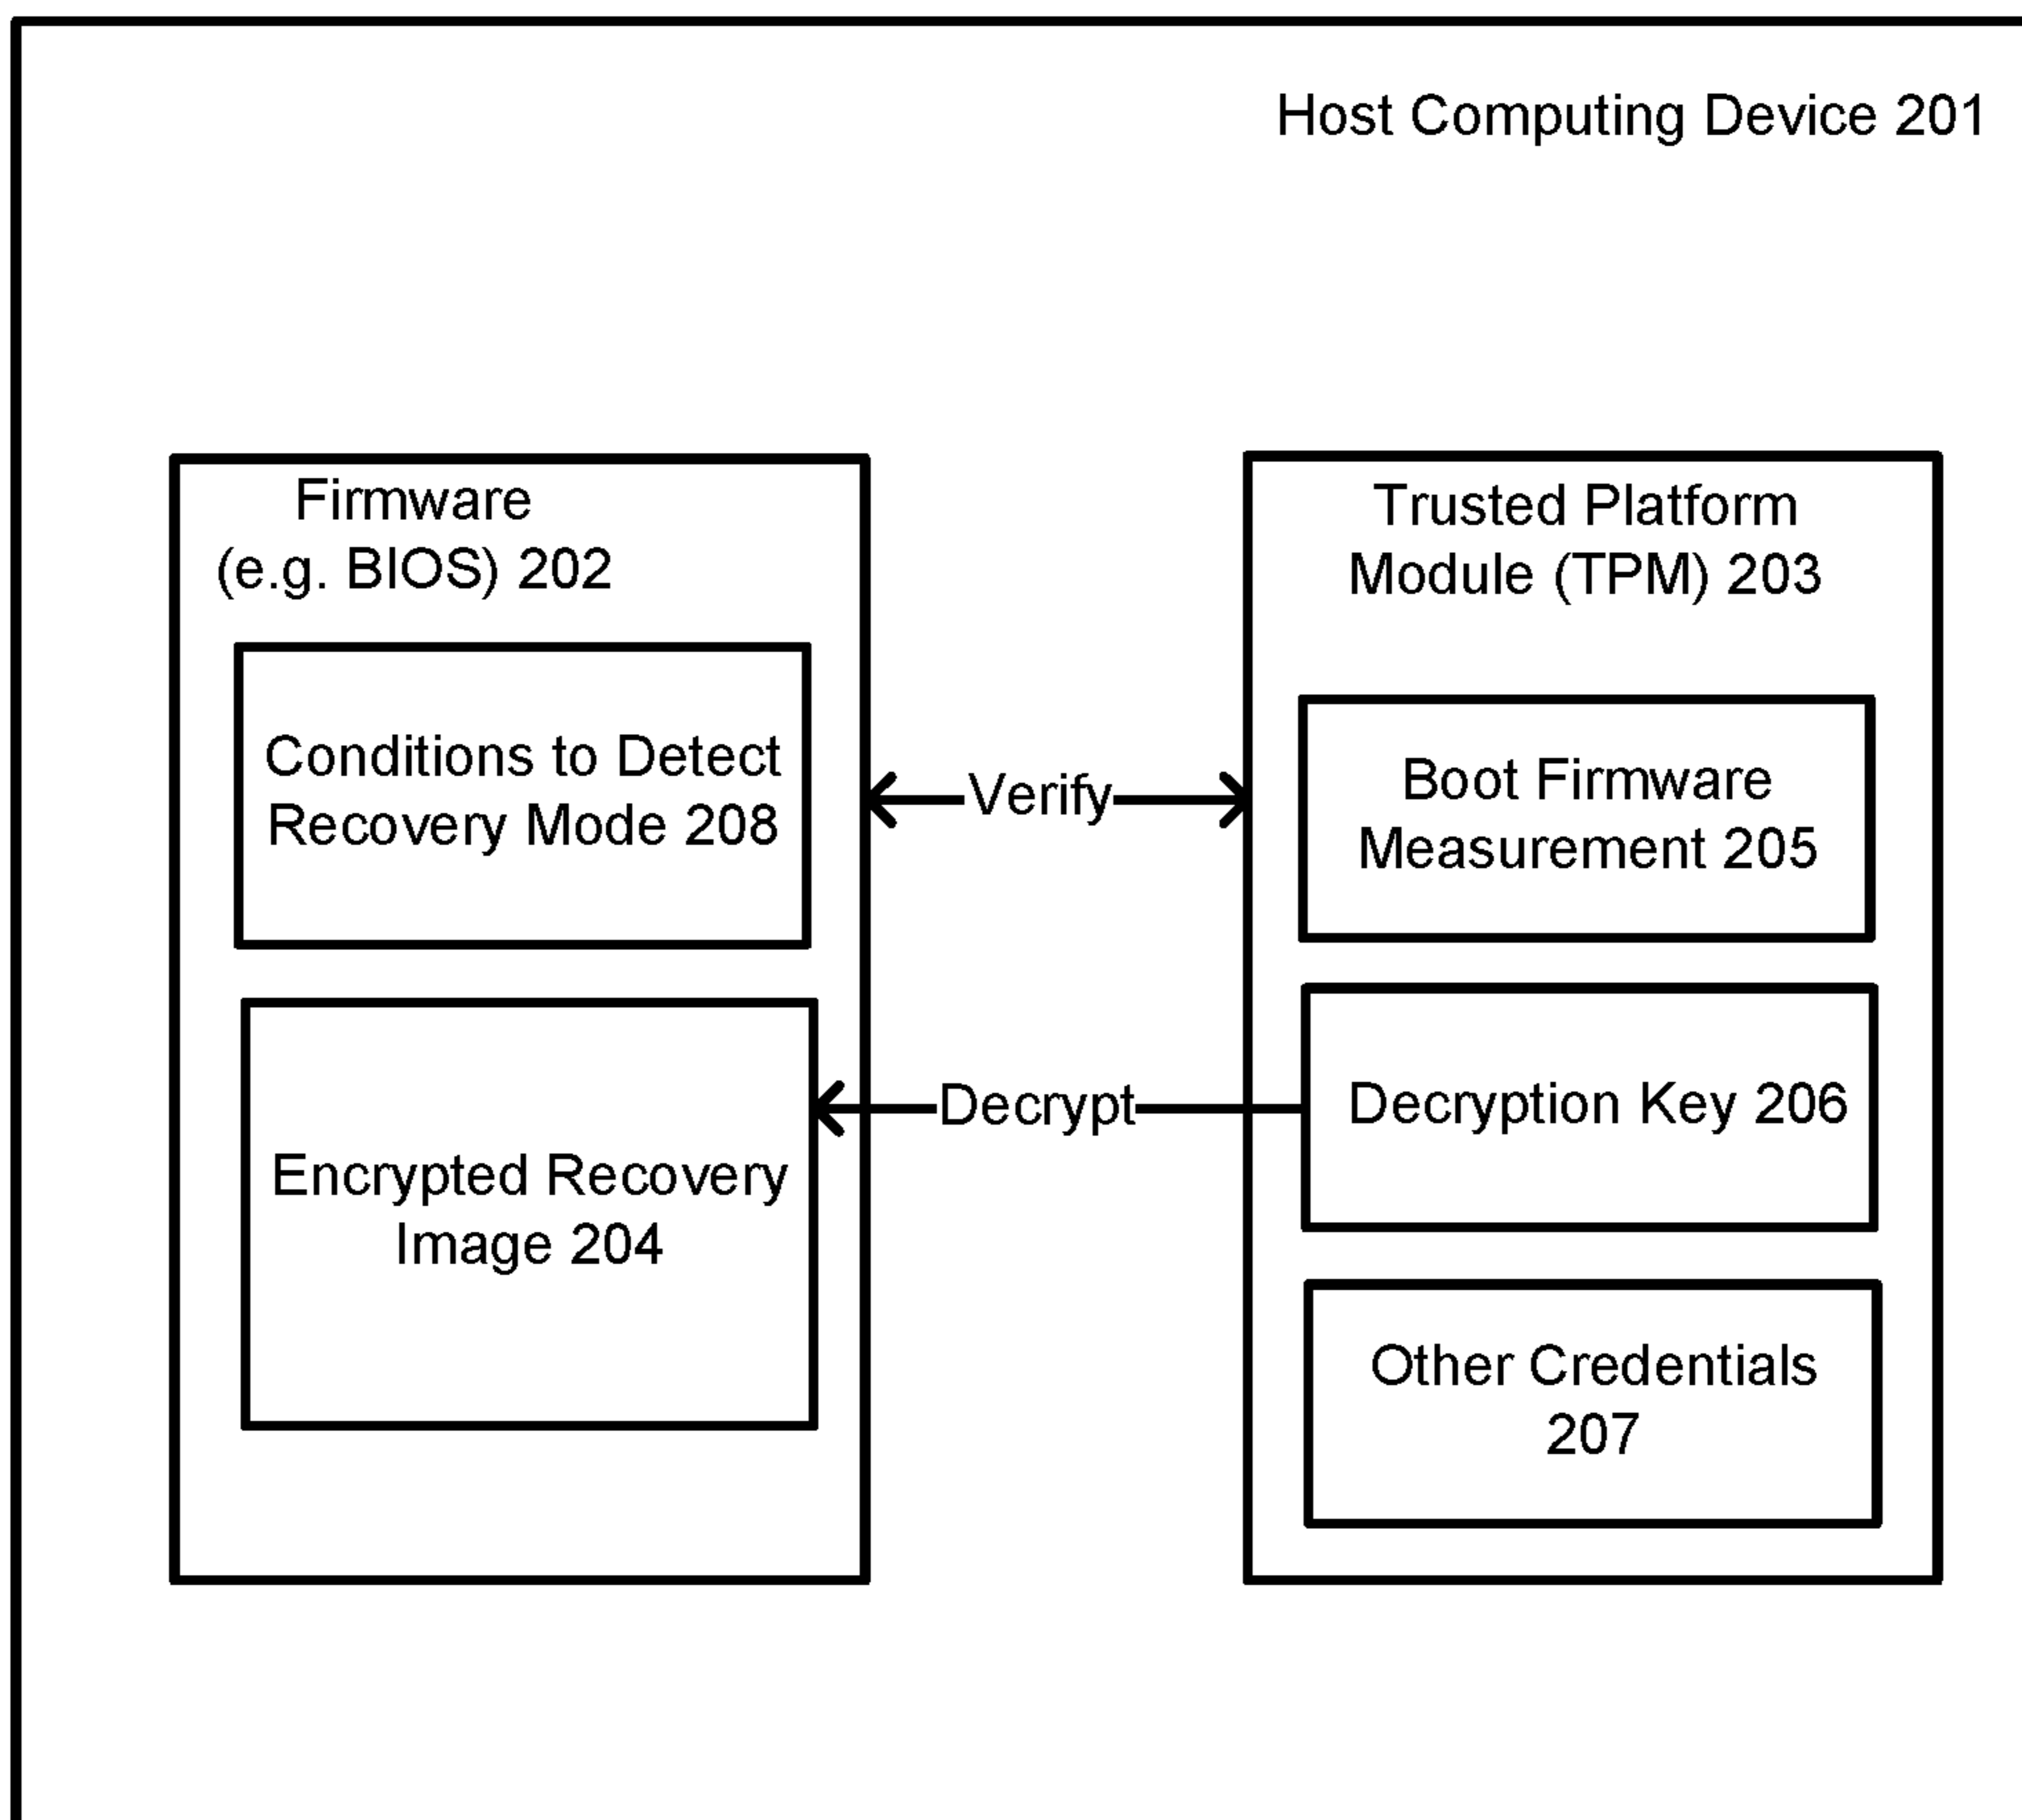 Host Computing Device 201
Firmware
(e.g. BIOS) 202
Conditions to Detect
Recovery Mode 208
Encrypted Recovery
Image 204
Verify
Decrypt
Trusted Platform
Module (TPM) 203
Boot Firmware
Measurement 205
Decryption Key 206
Other Credentials
207